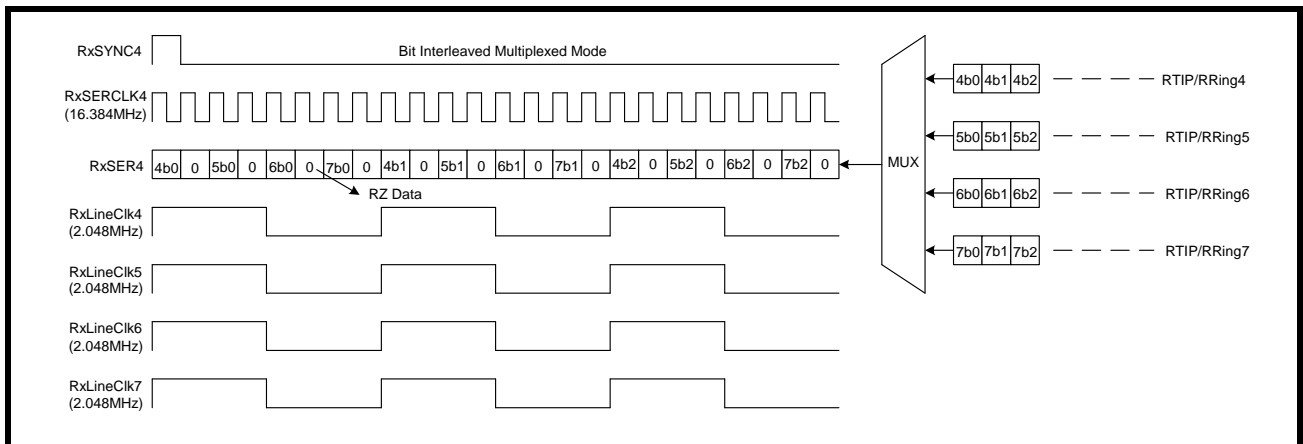 RxSYNC4
Bit Interleaved Multiplexed Mode
RxSERCLK4
(16.384MHz)
RxSER4
4b0 0 5b0 0 6b0 0 7b0 0 4b1 0 5b1 0 6b1 0 7b1 0 4b2 0 5b2 0 6b2 0 7b2 0
RZ Data
RxLineClk4
(2.048MHz)
RxLineClk5
(2.048MHz)
RxLineClk6
(2.048MHz)
RxLineClk7
(2.048MHz)
MUX
4b0 4b1 4b2
RTIP/RRing4
5b0 5b1 5b2
RTIP/RRing5
6b0 6b1 6b2
RTIP/RRing6
7b0 7b1 7b2
RTIP/RRing7